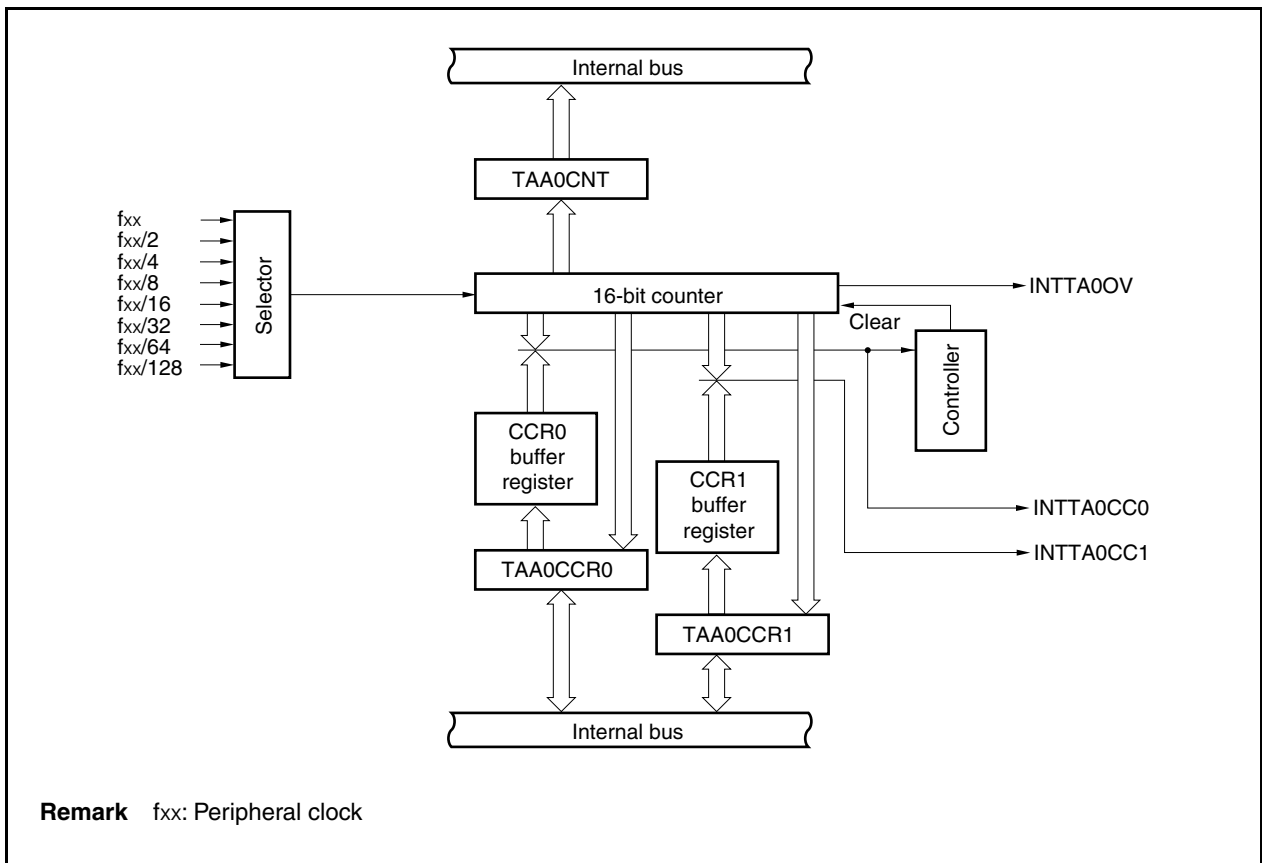 Internal bus
TAA0CNT
fxx
fxx/2
fxx/4
fxx/8
fxx/16
fxx/32
fxx/64
fxx/128
Selector
16-bit counter
INTTA0OV
Clear
Controller
CCR0
buffer
register
CCR1
buffer
register
INTTA0CC0
INTTA0CC1
TAA0CCR0
TAA0CCR1
Internal bus
Remark fxx: Peripheral clock